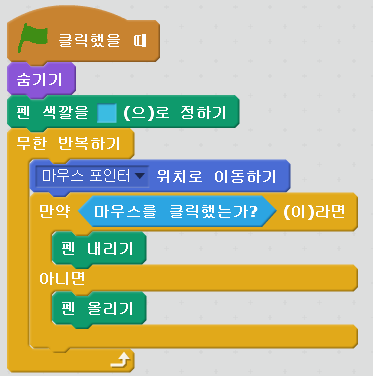 클릭했을 때
숨기기
펜 색깔을 (으)로 정하기
무한 반복하기
마우스 포인터 위치로 이동하기
만약 마우스를 클릭했는가? (이)라면
펜 내리기
아니면
펜 올리기